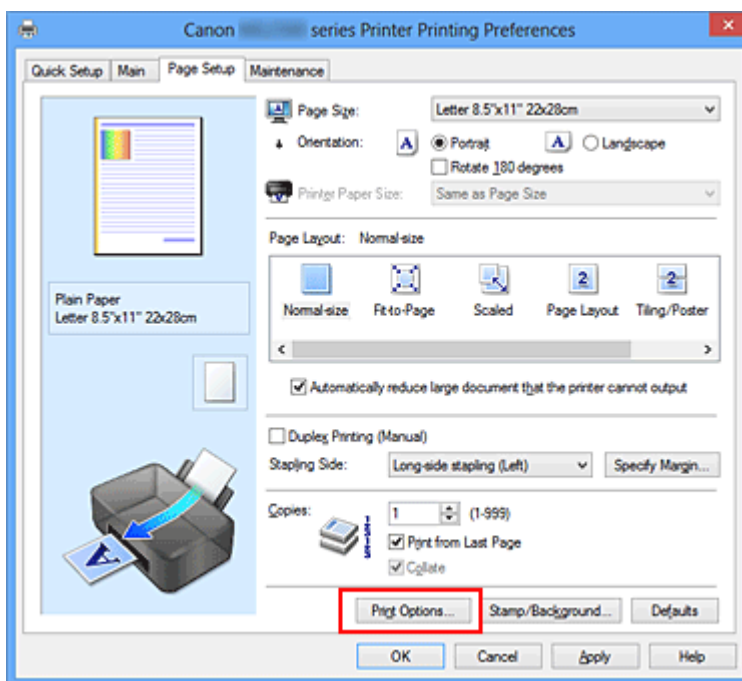 Canon series Printer Printing Preferences
Quick Setup Main Page Setup Maintenance
Page Size: Letter 8.5"x11" 22x28cm
Orientation: A Portrait A Landscape
Rotate 180 degrees
Printer Paper Size: Same as Page Size
Page Layout: Normal-size
Normal-size Fit-to-Page Scaled Page Layout Tiling/Poster
2 2
Plain Paper
Letter 8.5"x11" 22x28cm
Automatically reduce large document that the printer cannot output
Duplex Printing (Manual)
Stapling Side: Long-side stapling (Left) Specify Margin...
Copies: 1 (1-999)
Print from Last Page
Collate
A
Print Options... Stamp/Background... Defaults
OK Cancel Apply Help